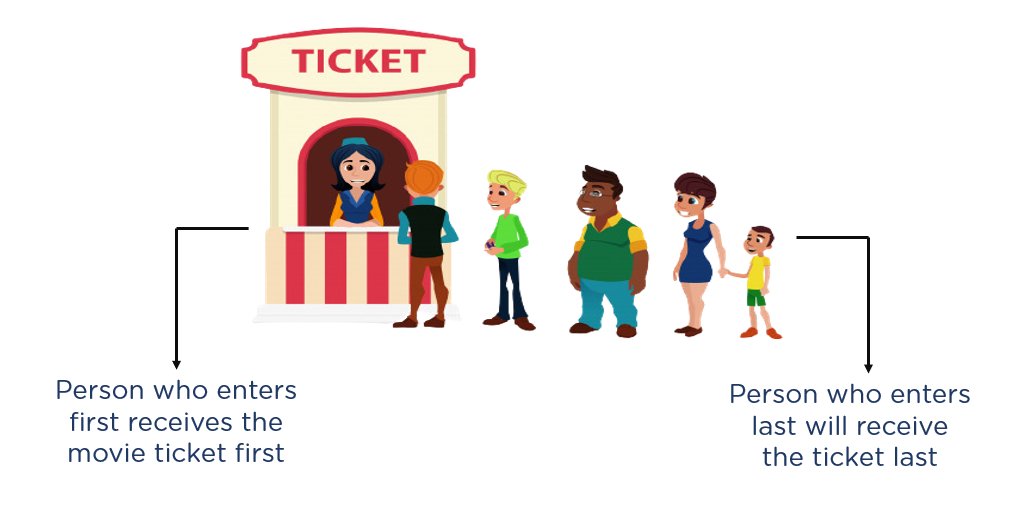 TICKET
Person who enters
first receives the
movie ticket first
Person who enters
last will receive
the ticket last